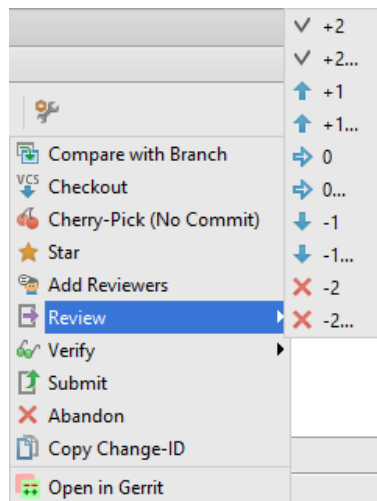 Compare with Branch
VCS
Checkout
Cherry-Pick (No Commit)
Star
Add Reviewers
Review
Verify
Submit
Abandon
Copy Change-ID
Open in Gerrit
+2
+2...
+1
+1...
0
0...
-1
-1...
-2
-2...